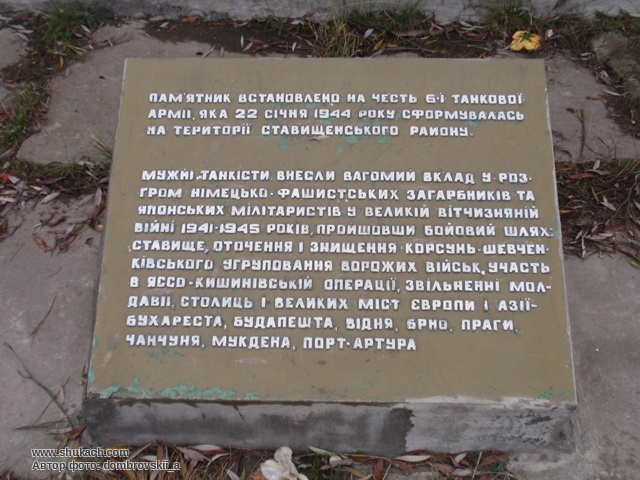 ПАМ'ЯТНИК ВСТАНОВЛЕНО НА ЧЕСТЬ 6-Ї ТАНКОВОЇ
АРМІЇ, ЯКА 22 СІЧНЯ 1944 РОКУ СФОРМУВАЛАСЬ
НА ТЕРИТОРІЇ СТАВИЩЕНСЬКОГО РАЙОНУ.
МУЖНІ ТАНКІСТИ ВНЕСЛИ ВАГОМИЙ ВКЛАД У РОЗ-
ГРОМ НІМЕЦЬКО-ФАШИСТСЬКИХ ЗАГАРБНИКІВ ТА
ЯПОНСЬКИХ МІЛІТАРИСТІВ У ВЕЛИКІЙ ВІТЧИЗНЯНІЙ
ВІЙНІ 1941-1945 РОКІВ, ПРОЙШОВШИ БОЙОВИЙ ШЛЯХ:
СТАВИЩЕ, ОТОЧЕННЯ І ЗНИЩЕННЯ КОРСУНЬ-ШЕВЧЕН-
КІВСЬКОГО УГРУПОВАННЯ ВОРОЖИХ ВІЙСЬК, УЧАСТЬ
В ЯССО-КИШИНІВСЬКІЙ ОПЕРАЦІЇ, ЗВІЛЬНЕННІ МОЛ-
ДАВІЇ, СТОЛИЦЬ І ВЕЛИКИХ МІСТ ЄВРОПИ І АЗІЇ-
БУХАРЕСТА, БУДАПЕШТА, ВІДНЯ, БРНО, ПРАГИ,
ЧАНЧУНЯ, МУКДЕНА, ПОРТ-АРТУРА
www.shukach.com
Автор фото: dombrovskii_a